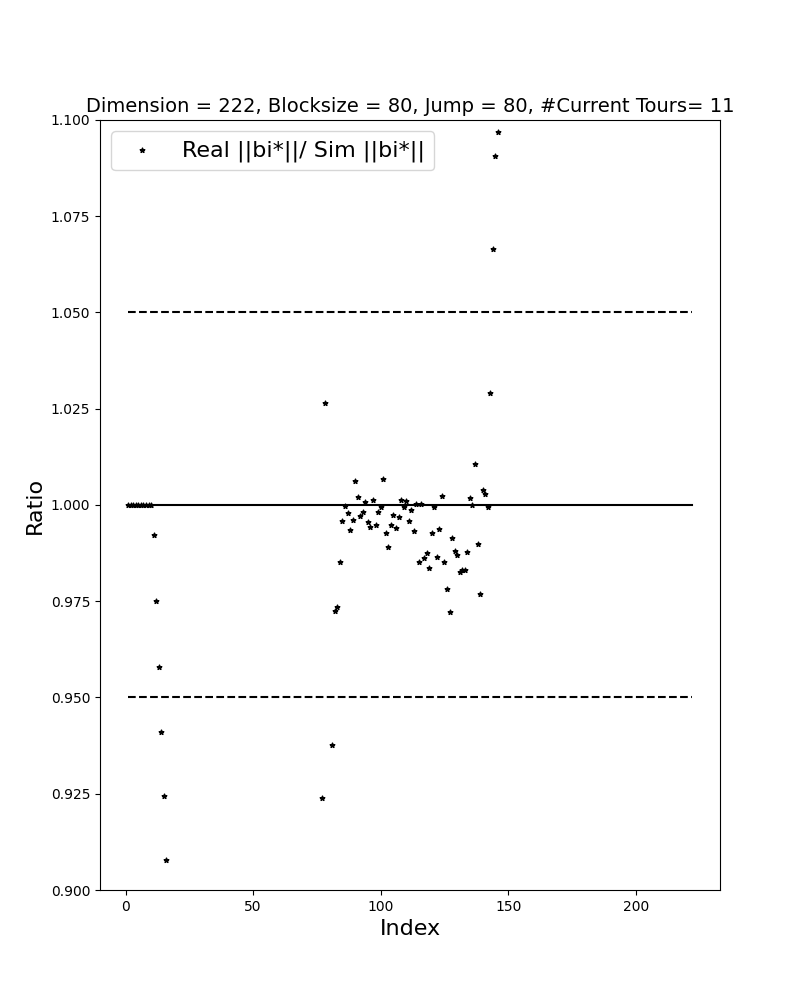 Dimension = 222, Blocksize = 80, Jump = 80, #Current Tours= 11
Real ||bi*||/ Sim ||bi*||
1.100
1.075
1.050
1.025
1.000
0.975
0.950
0.925
0.900
Ratio
0 50 100 150 200
Index